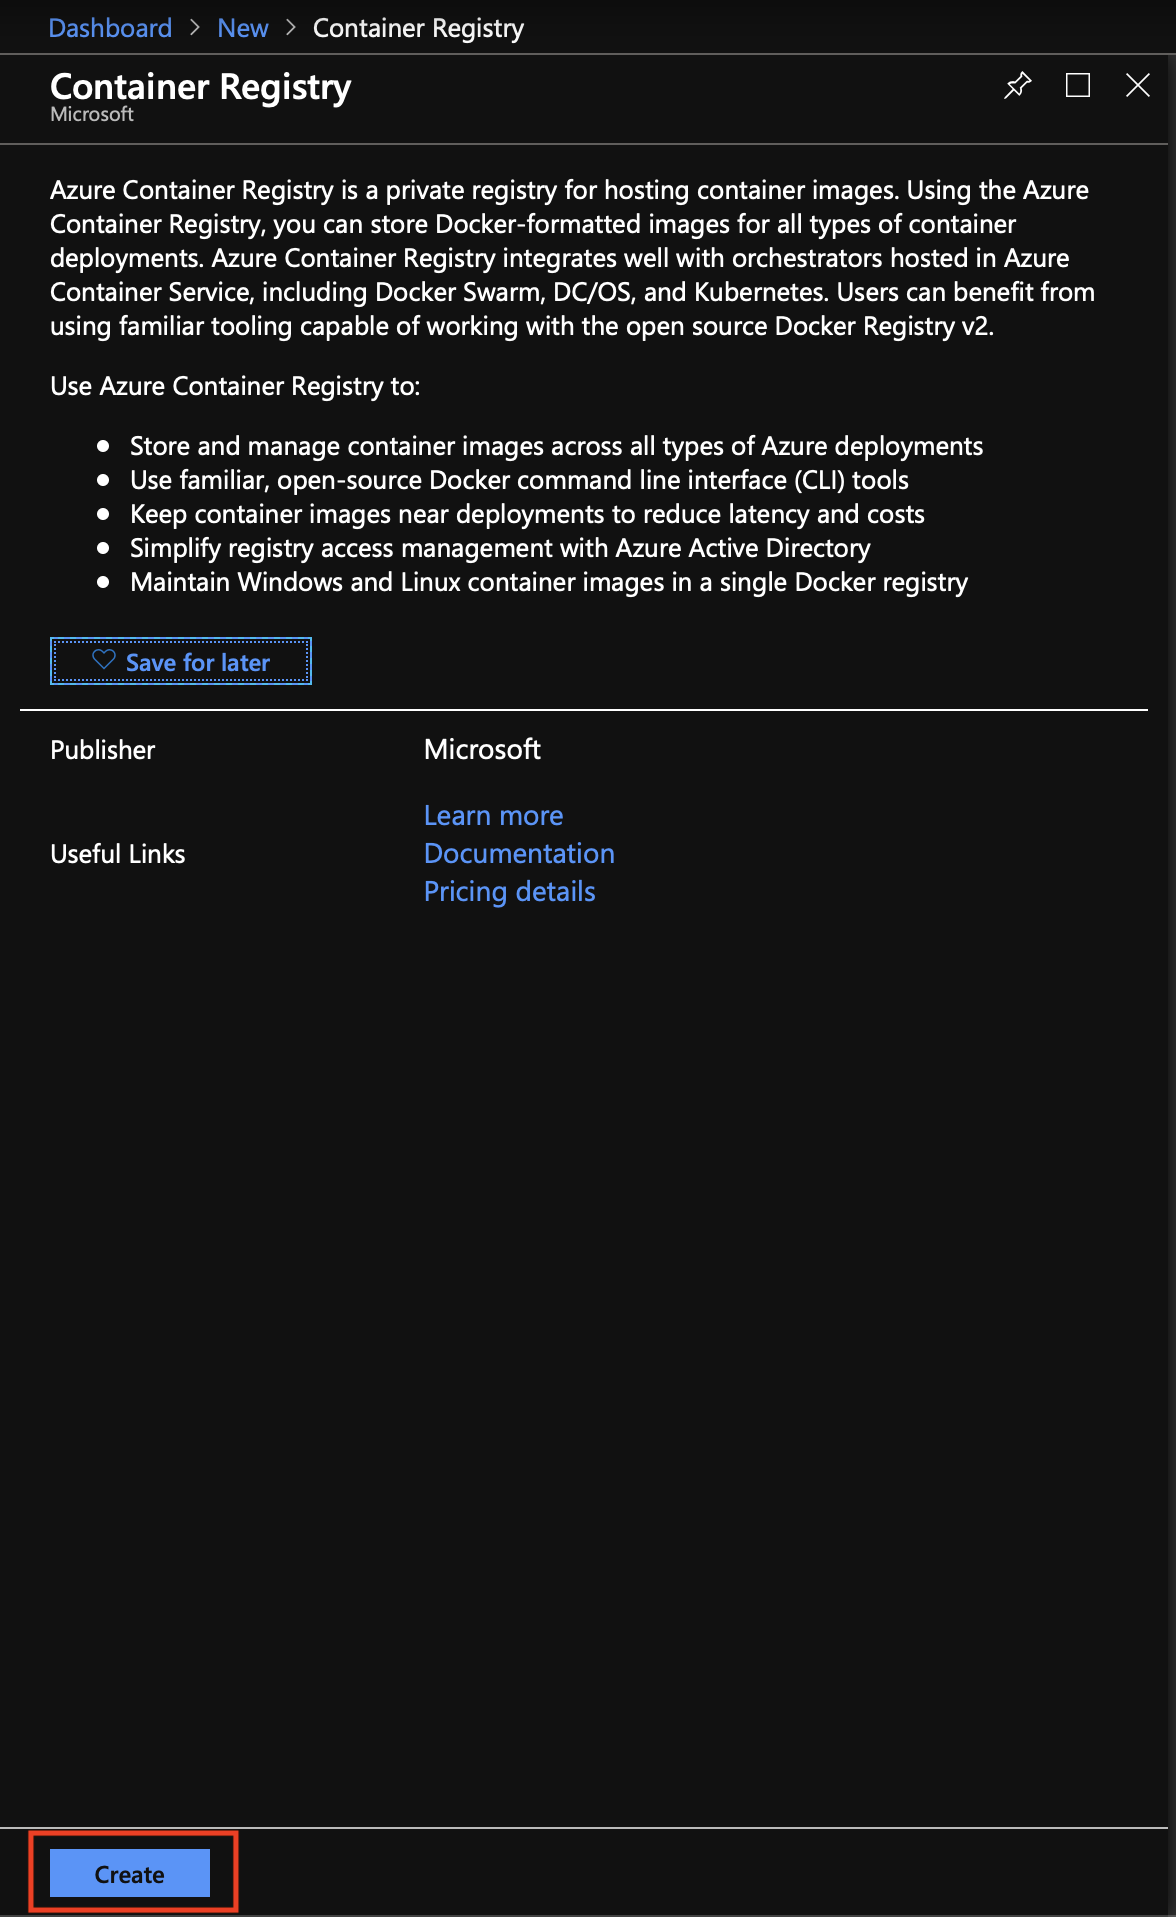 Dashboard > New > Container Registry
Container Registry
Microsoft
Azure Container Registry is a private registry for hosting container images. Using the Azure
Container Registry, you can store Docker-formatted images for all types of container
deployments. Azure Container Registry integrates well with orchestrators hosted in Azure
Container Service, including Docker Swarm, DC/OS, and Kubernetes. Users can benefit from
using familiar tooling capable of working with the open source Docker Registry v2.
Use Azure Container Registry to:
● Store and manage container images across all types of Azure deployments
● Use familiar, open-source Docker command line interface (CLI) tools
● Keep container images near deployments to reduce latency and costs
● Simplify registry access management with Azure Active Directory
● Maintain Windows and Linux container images in a single Docker registry
Save for later
Publisher Microsoft
Learn more
Useful Links Documentation
Pricing details
Create